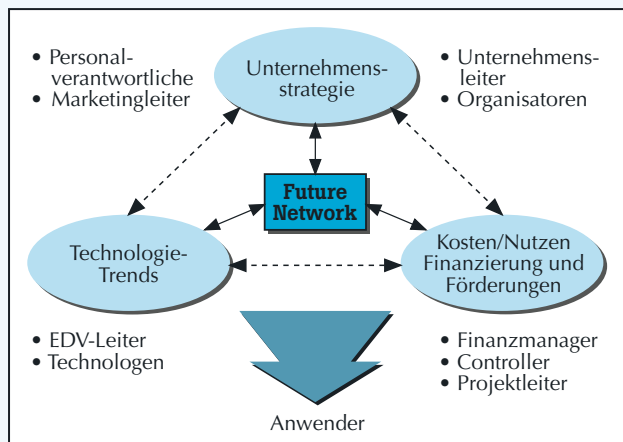 • Personal-
verantwortliche
• Marketingleiter
Unternehmens-
strategie
• Unternehmens-
leiter
• Organisatoren
Future
Network
Technologie-
Trends
Kosten/Nutzen
Finanzierung und
Förderungen
• EDV-Leiter
• Technologen
• Finanzmanager
• Controller
• Projektleiter
Anwender